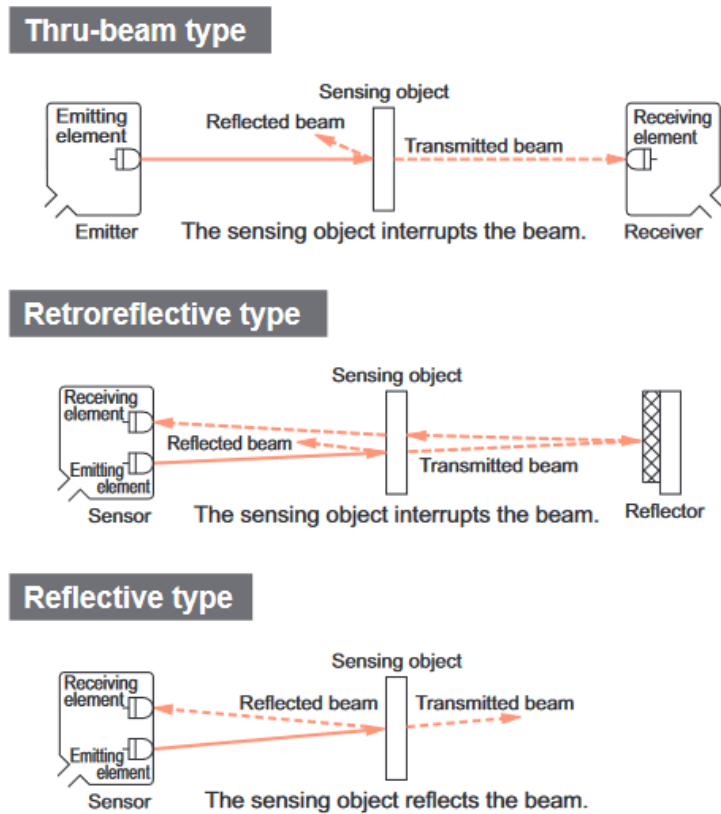 Thru-beam type
Sensing object
Emitting
element
Reflected beam
Transmitted beam
Receiving
element
Emitter
The sensing object interrupts the beam.
Receiver
Retroreflective type
Sensing object
Receiving
element
Reflected beam
Emitting
element
Transmitted beam
Sensor
The sensing object interrupts the beam.
Reflector
Reflective type
Sensing object
Receiving
element
Reflected beam
Transmitted beam
Emitting
element
Sensor
The sensing object reflects the beam.